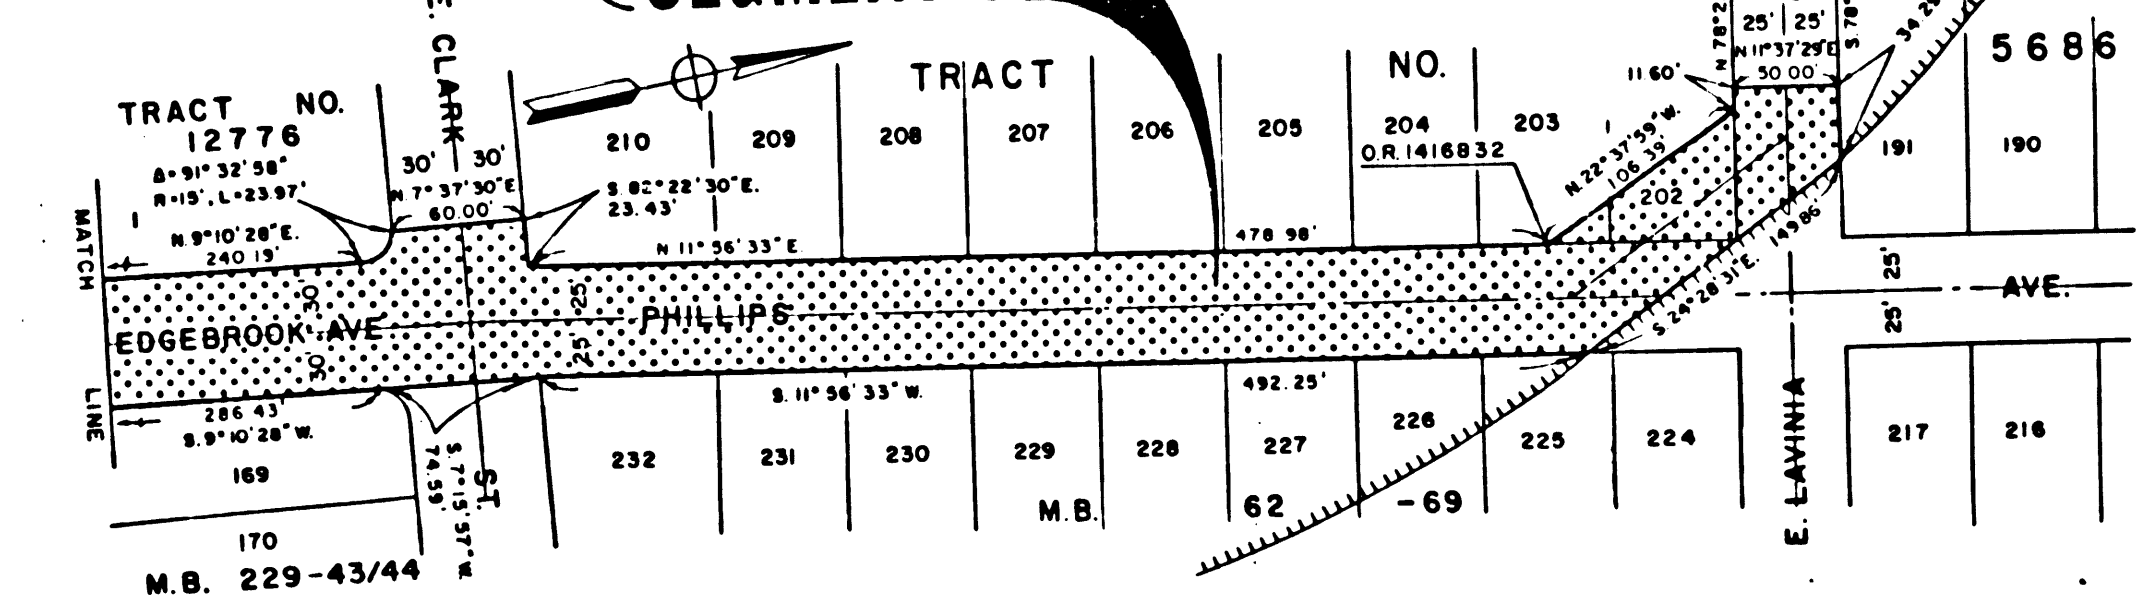 E. CLARK
ST.
TRACT NO.
12776
Δ=91° 32' 58"
R=15', L=23.97'
N. 9° 10' 28" E.
240.19'
1
MATCH
LINE
30' 30'
N. 7° 37' 30" E.
60.00'
S. 82° 22' 30" E.
23.43'
TRACT NO. 5686
210 209 208 207 206 205 204 203 202 191 190
O.R. 1416832
N. 22° 37' 59" W.
106.39'
11.60'
25' 25'
N 11° 37' 29" E
50.00'
34.29
N 11° 56' 33" E.
478.98'
EDGEBROOK AVE
30'
30'
PHILLIPS AVE.
25'
25'
S. 24° 28' 31" E. 149.86'
25'
25'
286.43'
S. 9° 10' 28" W.
S. 7° 15' 57" W.
74.59'
S. 11° 56' 33" W.
492.25'
169
170
232 231 230 229 228 227 226 225 224 217 216
E. LAVINIA
M.B. 62 -69
M.B. 229-43/44